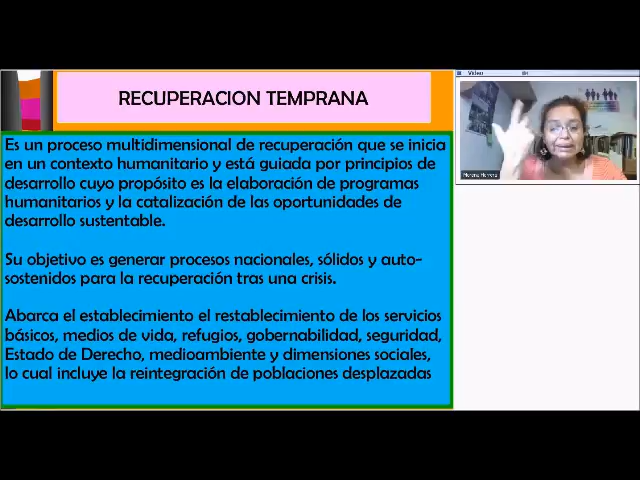 RECUPERACION TEMPRANA
Es un proceso multidimensional de recuperación que se inicia
en un contexto humanitario y está guiada por principios de
desarrollo cuyo propósito es la elaboración de programas
humanitarios y la catalización de las oportunidades de
desarrollo sustentable.
Su objetivo es generar procesos nacionales, sólidos y auto-
sostenidos para la recuperación tras una crisis.
Abarca el establecimiento el restablecimiento de los servicios
básicos, medios de vida, refugios, gobernabilidad, seguridad,
Estado de Derecho, medioambiente y dimensiones sociales,
lo cual incluye la reintegración de poblaciones desplazadas
Video
Morena Herrera